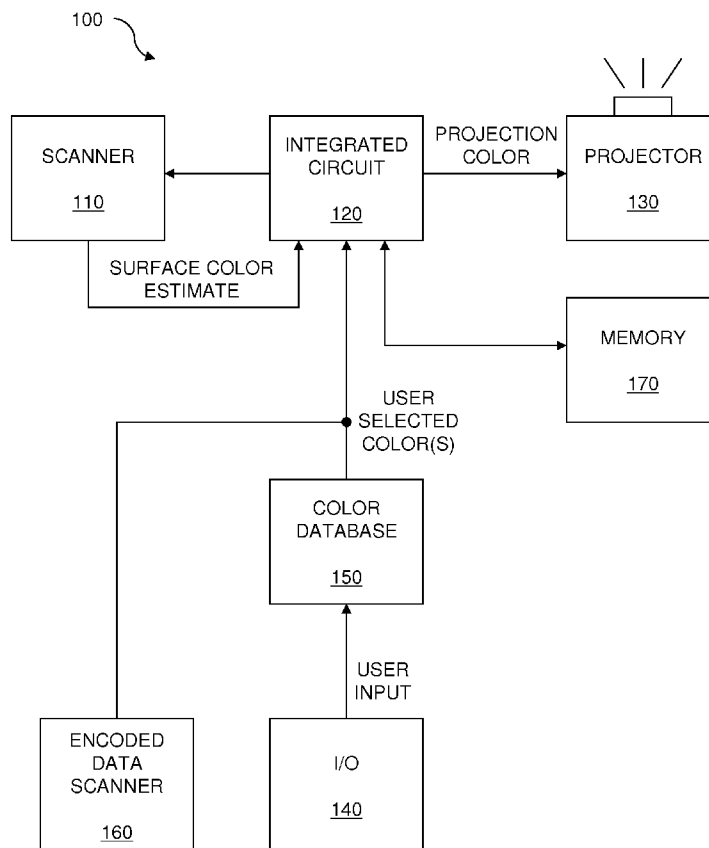 100
SCANNER
110
INTEGRATED
CIRCUIT
120
PROJECTION
COLOR
PROJECTOR
130
SURFACE COLOR
ESTIMATE
MEMORY
170
USER
SELECTED
COLOR(S)
COLOR
DATABASE
150
USER
INPUT
ENCODED
DATA
SCANNER
160
I/O
140